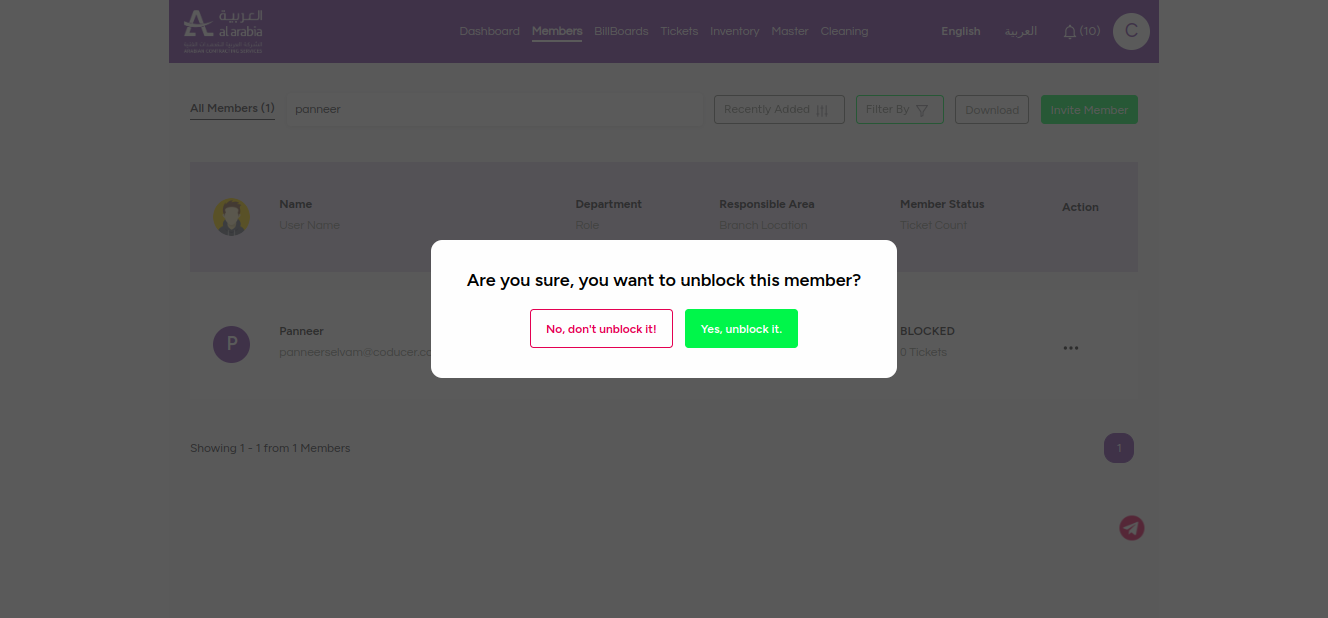 العربية
al arabia
Dashboard Members BillBoards Tickets Inventory Master Cleaning English العربية (10) C
All Members (1) panneer Recently Added Filter By Download Invite Member
Name Department Responsible Area Member Status Action
User Name Role Branch Location Ticket Count
Are you sure, you want to unblock this member?
No, don't unblock it! Yes, unblock it.
P Panneer BLOCKED
panneerselvam@coducer.co 0 Tickets
Showing 1 - 1 from 1 Members 1